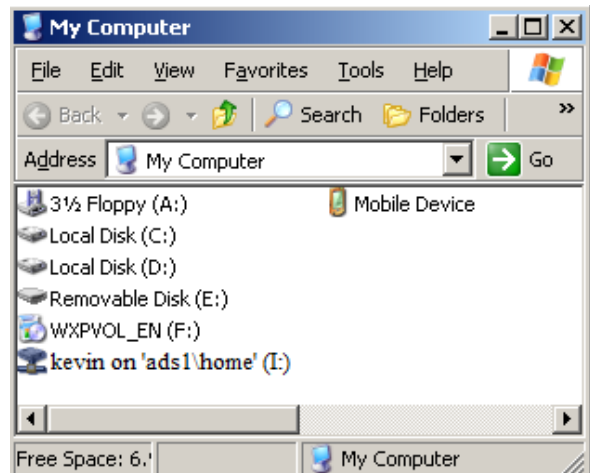 My Computer
File Edit View Favorites Tools Help
Back Search Folders »
Address My Computer Go
3½ Floppy (A:) Mobile Device
Local Disk (C:)
Local Disk (D:)
Removable Disk (E:)
WXPVOL_EN (F:)
kevin on 'ads1\home' (I:)
Free Space: 6. My Computer